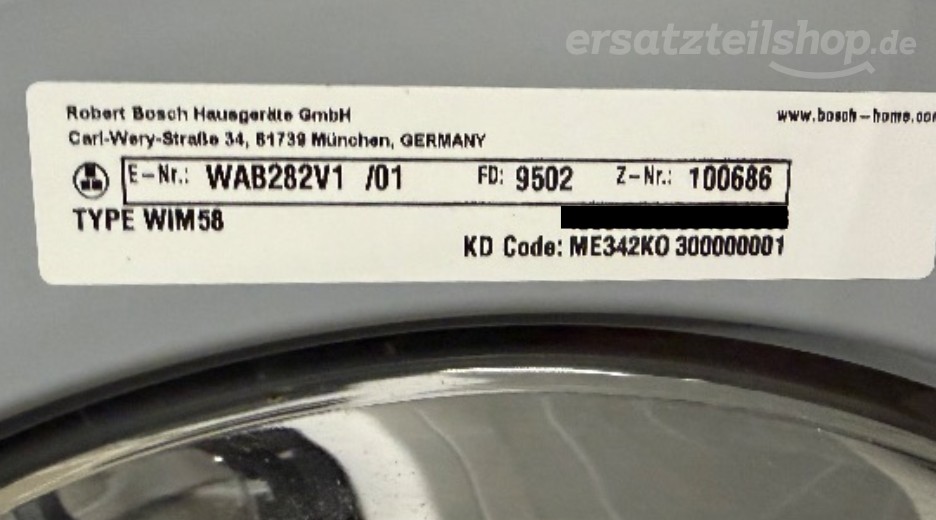 ersatzteilshop.de
Robert Bosch Hausgeräte GmbH
www.bosch-home.com
Carl-Wery-Straße 34, 81739 München, GERMANY
E-Nr.: WAB282V1 /01 FD: 9502 Z-Nr.: 100686
TYPE WIM58
KD Code: ME342KO 300000001